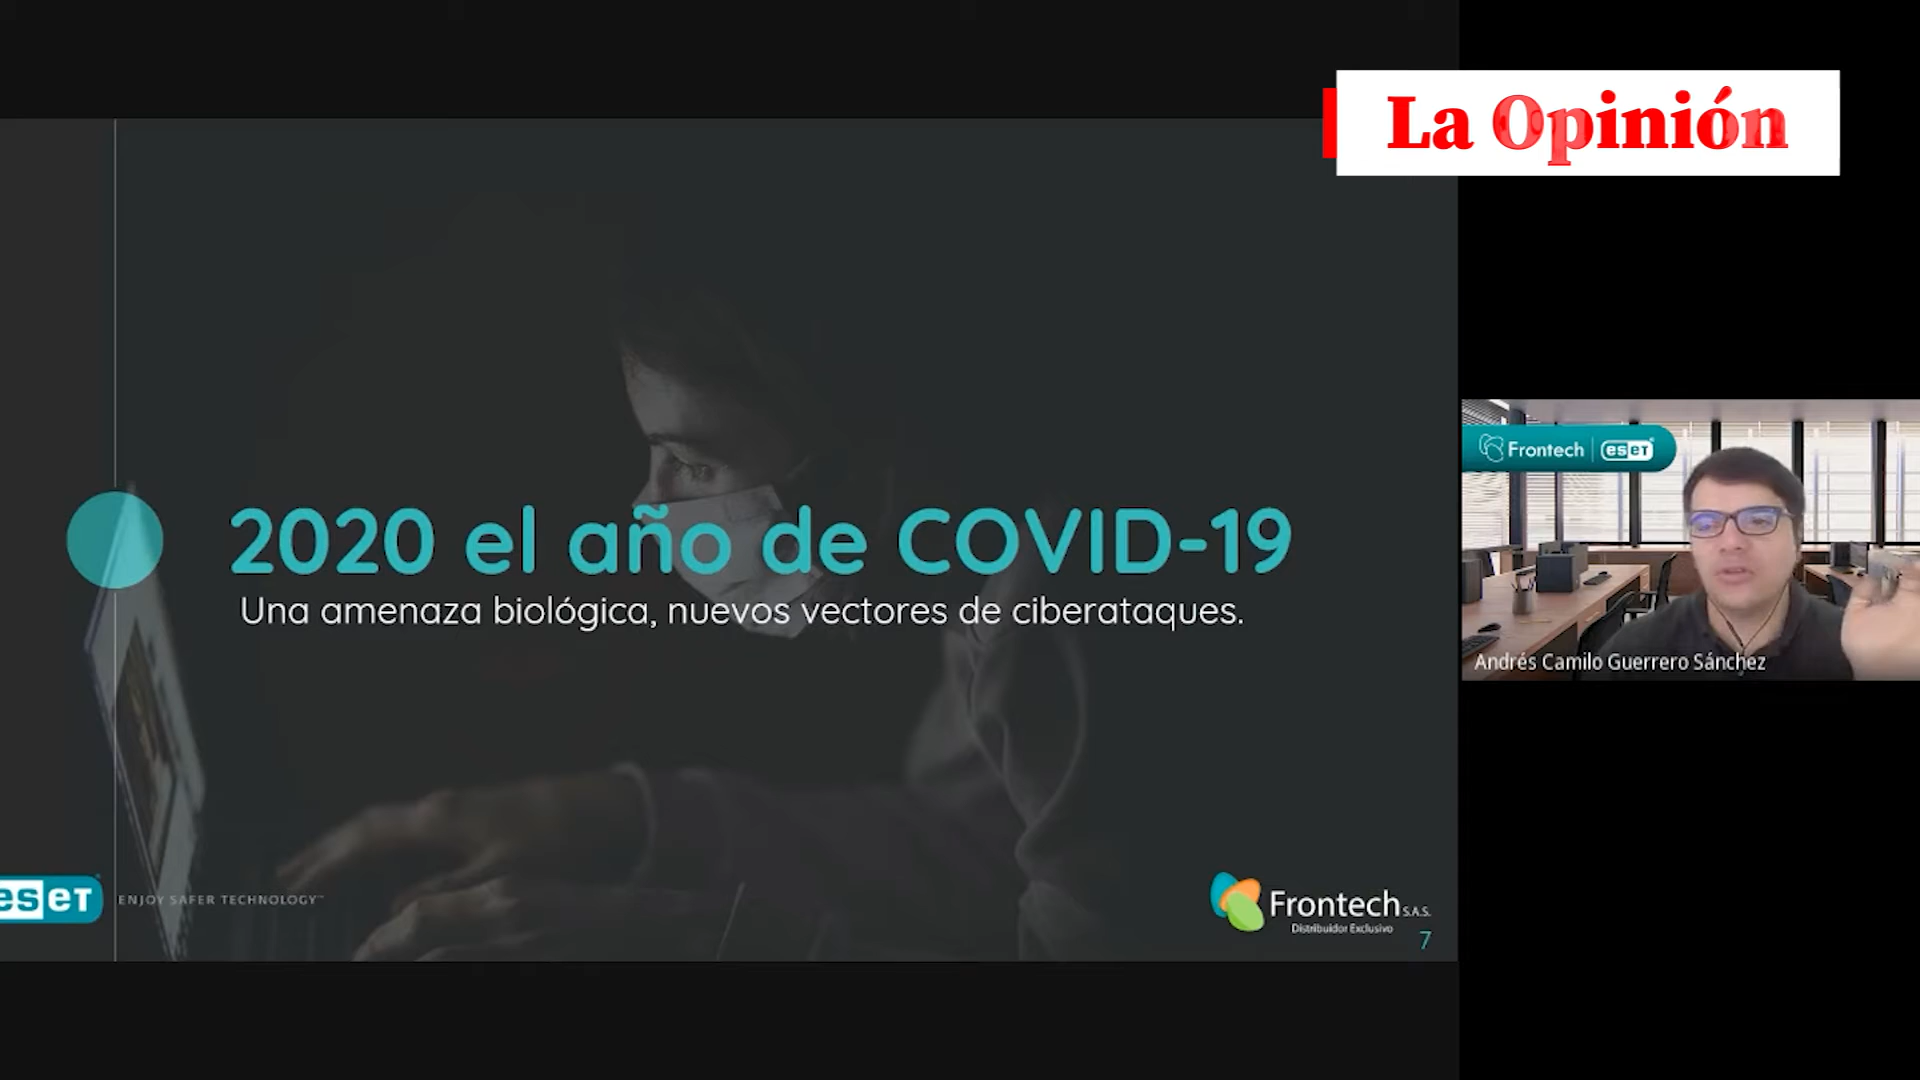 La Opinión
2020 el año de COVID-19
Una amenaza biológica, nuevos vectores de ciberataques.
Frontech | eseT
Andrés Camilo Guerrero Sánchez
eseT ENJOY SAFER TECHNOLOGY™
Frontech S.A.S.
Distribuidor Exclusivo
7